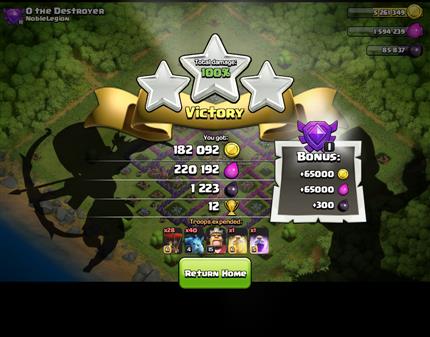 O the Destroyer
NobleLegion
5 261 349
1 594 239
85 837
Total damage:
100%
Victory
You got:
182 092
220 192
1 223
12
Bonus:
+65000
+65000
+300
Troops expended:
x28 x40 x1 x1
Return Home